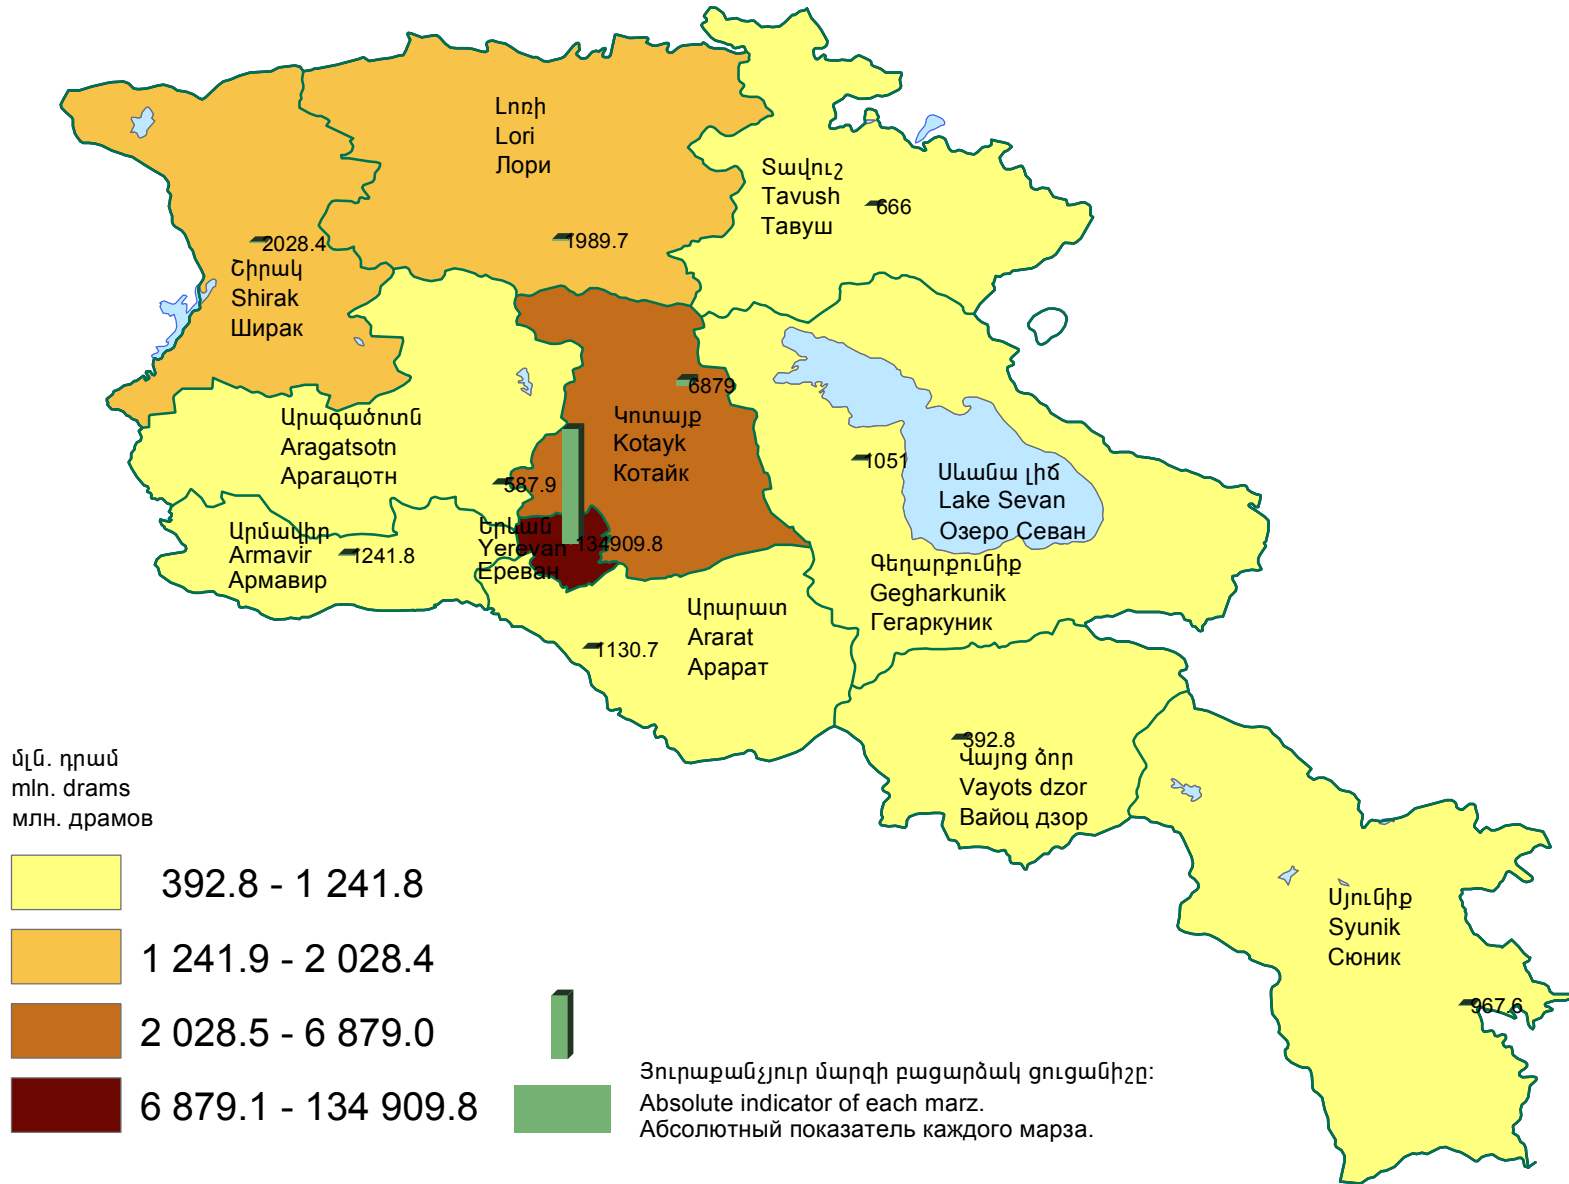 Լոռի
Lori
Лори
Տավուշ
Tavush
Тавуш
666
2028.4
Շիրակ
Shirak
Ширак
1989.7
6879
Կոտայք
Kotayk
Котайк
Արագածոտն
Aragatsotn
Арагацотн
587.9
1051
Սևանա լիճ
Lake Sevan
Озеро Севан
Արմավիր
Armavir
Армавир
1241.8
Երևան
Yerevan
Ереван
134909.8
Գեղարքունիք
Gegharkunik
Гегаркуник
Արարատ
Ararat
Арарат
1130.7
392.8
Վայոց ձոր
Vayots dzor
Вайоц дзор
Սյունիք
Syunik
Сюник
967.6
մլն. դրամ
mln. drams
млн. драмов
392.8 - 1 241.8
1 241.9 - 2 028.4
2 028.5 - 6 879.0
6 879.1 - 134 909.8
Յուրաքանչյուր մարզի բացարձակ ցուցանիշը:
Absolute indicator of each marz.
Абсолютный показатель каждого марза.